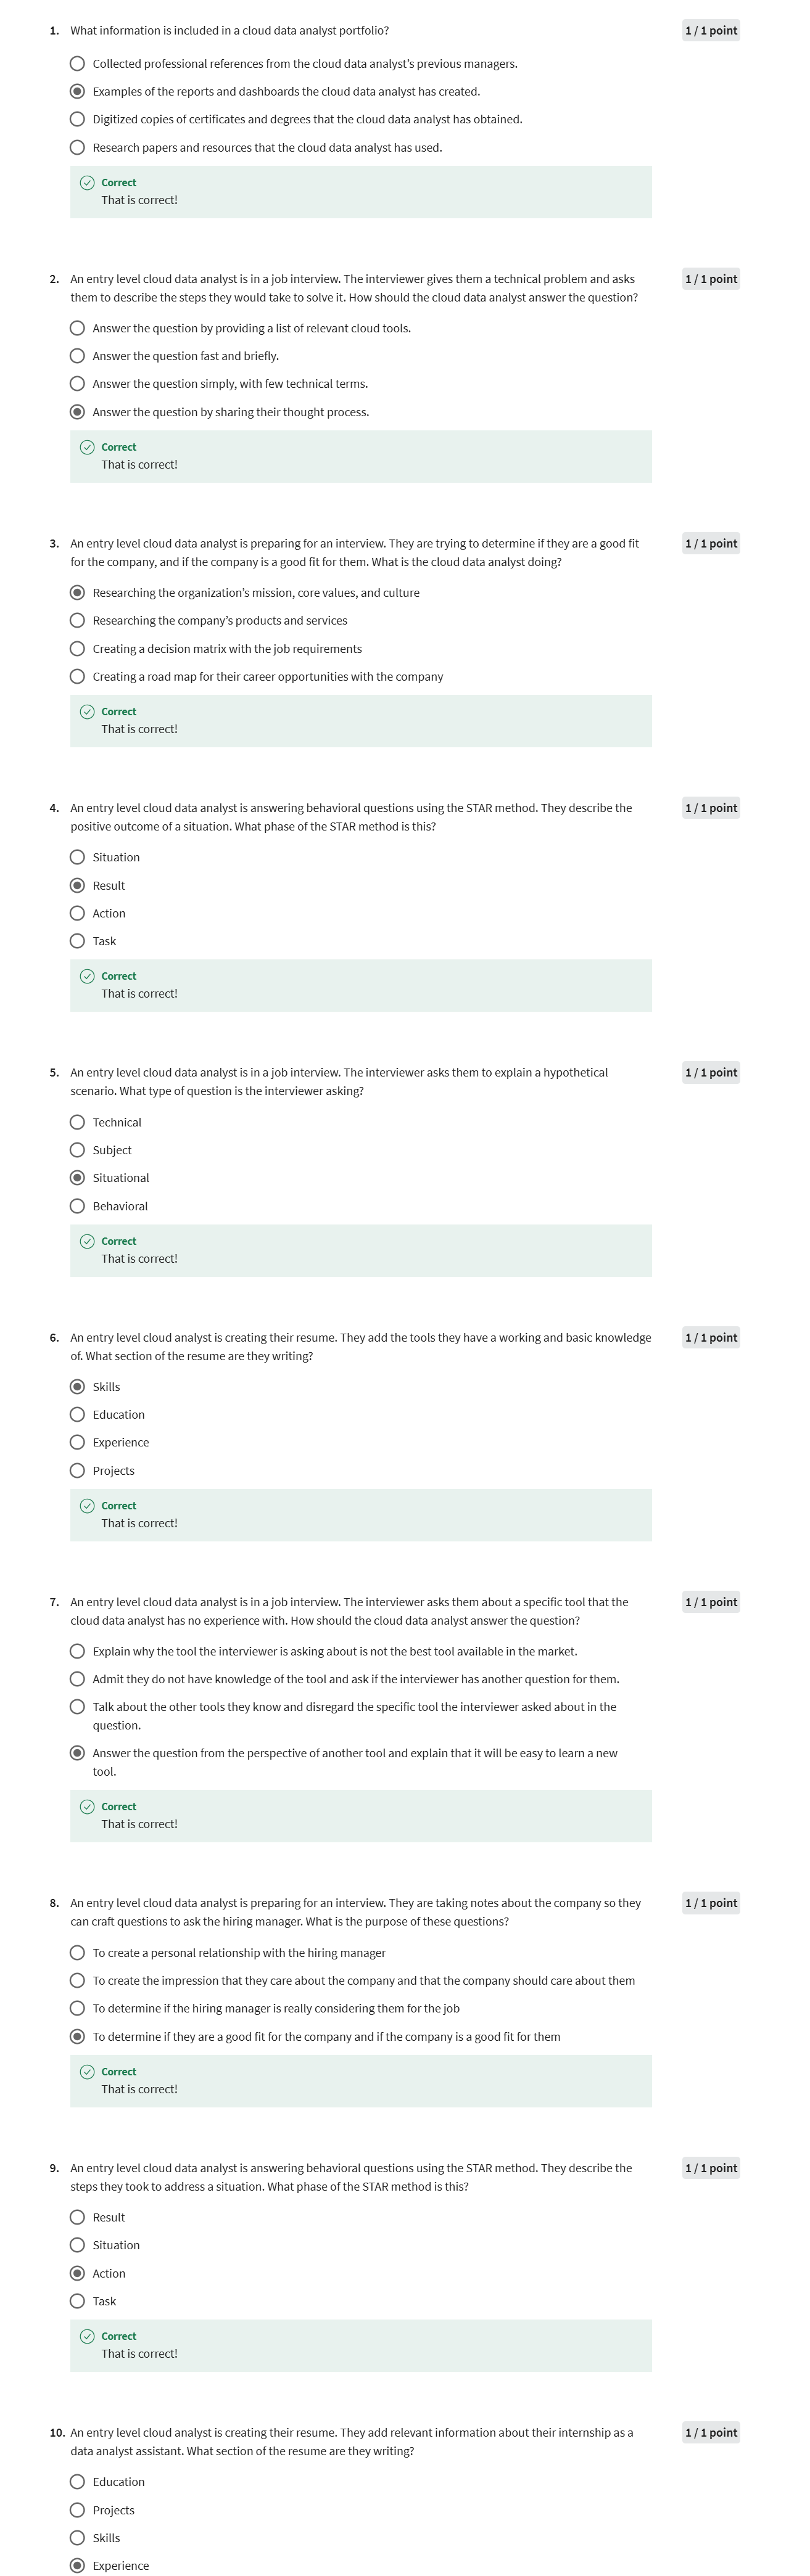 1. What information is included in a cloud data analyst portfolio?
1 / 1 point
Collected professional references from the cloud data analyst’s previous managers.
Examples of the reports and dashboards the cloud data analyst has created.
Digitized copies of certificates and degrees that the cloud data analyst has obtained.
Research papers and resources that the cloud data analyst has used.
Correct
That is correct!
2. An entry level cloud data analyst is in a job interview. The interviewer gives them a technical problem and asks
them to describe the steps they would take to solve it. How should the cloud data analyst answer the question?
1 / 1 point
Answer the question by providing a list of relevant cloud tools.
Answer the question fast and briefly.
Answer the question simply, with few technical terms.
Answer the question by sharing their thought process.
Correct
That is correct!
3. An entry level cloud data analyst is preparing for an interview. They are trying to determine if they are a good fit
for the company, and if the company is a good fit for them. What is the cloud data analyst doing?
1 / 1 point
Researching the organization’s mission, core values, and culture
Researching the company’s products and services
Creating a decision matrix with the job requirements
Creating a road map for their career opportunities with the company
Correct
That is correct!
4. An entry level cloud data analyst is answering behavioral questions using the STAR method. They describe the
positive outcome of a situation. What phase of the STAR method is this?
1 / 1 point
Situation
Result
Action
Task
Correct
That is correct!
5. An entry level cloud data analyst is in a job interview. The interviewer asks them to explain a hypothetical
scenario. What type of question is the interviewer asking?
1 / 1 point
Technical
Subject
Situational
Behavioral
Correct
That is correct!
6. An entry level cloud analyst is creating their resume. They add the tools they have a working and basic knowledge
of. What section of the resume are they writing?
1 / 1 point
Skills
Education
Experience
Projects
Correct
That is correct!
7. An entry level cloud data analyst is in a job interview. The interviewer asks them about a specific tool that the
cloud data analyst has no experience with. How should the cloud data analyst answer the question?
1 / 1 point
Explain why the tool the interviewer is asking about is not the best tool available in the market.
Admit they do not have knowledge of the tool and ask if the interviewer has another question for them.
Talk about the other tools they know and disregard the specific tool the interviewer asked about in the
question.
Answer the question from the perspective of another tool and explain that it will be easy to learn a new
tool.
Correct
That is correct!
8. An entry level cloud data analyst is preparing for an interview. They are taking notes about the company so they
can craft questions to ask the hiring manager. What is the purpose of these questions?
1 / 1 point
To create a personal relationship with the hiring manager
To create the impression that they care about the company and that the company should care about them
To determine if the hiring manager is really considering them for the job
To determine if they are a good fit for the company and if the company is a good fit for them
Correct
That is correct!
9. An entry level cloud data analyst is answering behavioral questions using the STAR method. They describe the
steps they took to address a situation. What phase of the STAR method is this?
1 / 1 point
Result
Situation
Action
Task
Correct
That is correct!
10. An entry level cloud analyst is creating their resume. They add relevant information about their internship as a
data analyst assistant. What section of the resume are they writing?
1 / 1 point
Education
Projects
Skills
Experience